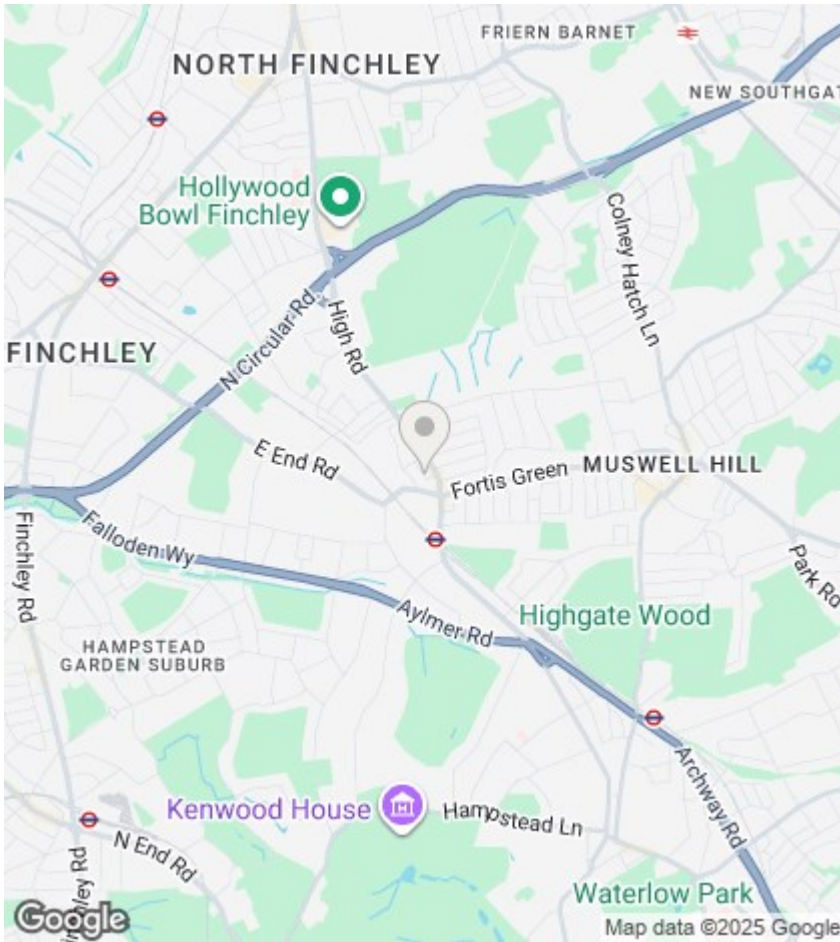 FRIERN BARNET
NORTH FINCHLEY
NEW SOUTHGAT
Hollywood
Bowl Finchley
Colney Hatch Ln
N Circular Rd
High Rd
FINCHLEY
E End Rd
Fortis Green
MUSWELL HILL
Finchley Rd
Falloden Wy
Park Ro
Aylmer Rd
Highgate Wood
HAMPSTEAD
GARDEN SUBURB
Archway Rd
Kenwood House
Hampstead Ln
N End Rd
inchley Rd
Waterlow Park
Google
Map data ©2025 Google